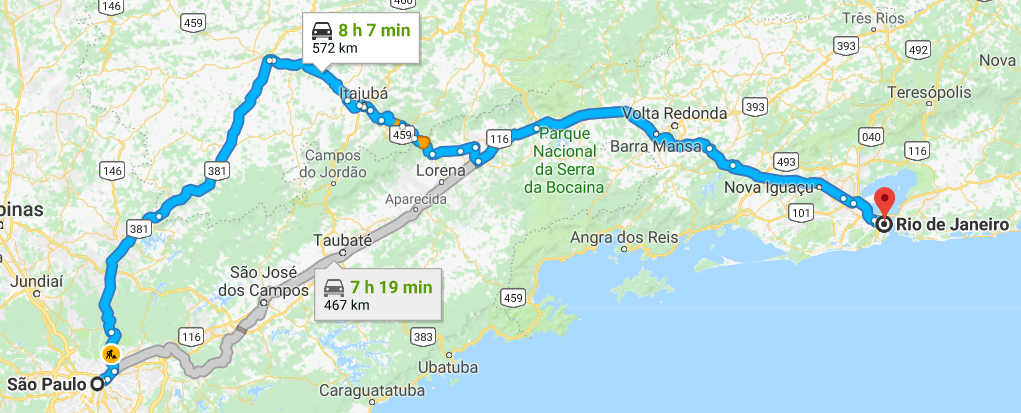 146
459
460
Três Rios
393
492
Nova
8 h 7 min
572 km
Teresópolis
Itajubá
Volta Redonda
393
459
116
Parque
Nacional
da Serra
da Bocaina
Barra Mansa
040
116
146
381
Campos
do Jordão
Lorena
493
Nova Iguaçu
Aparecida
pinas
381
101
Rio de Janeiro
Taubaté
Angra dos Reis
Jundiaí
São José
dos Campos
7 h 19 min
467 km
459
116
383
Ubatuba
São Paulo
Caraguatatuba